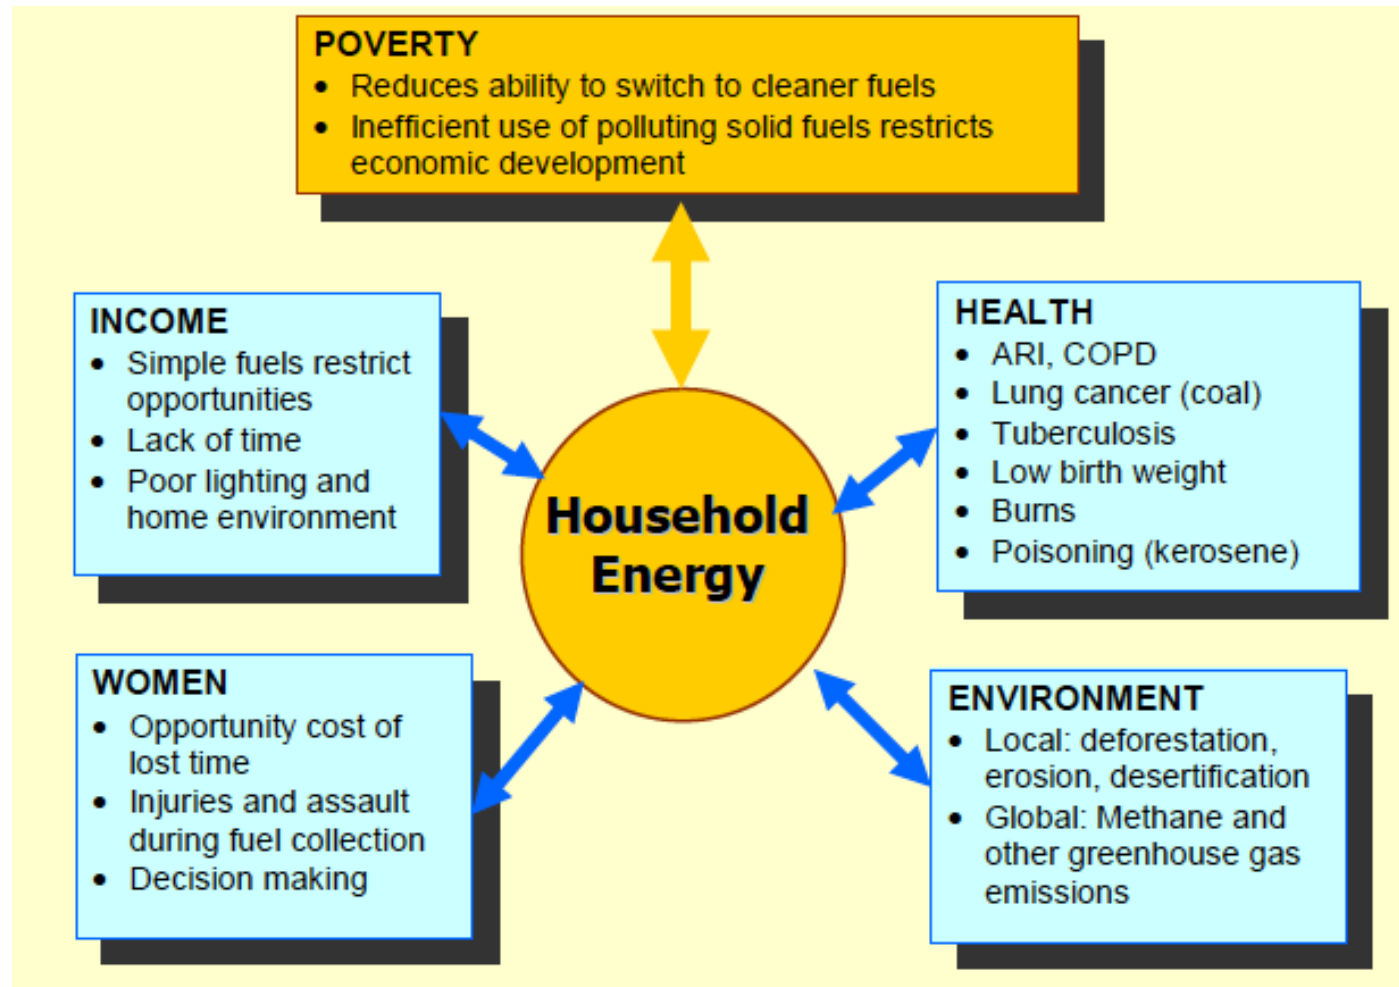 POVERTY
• Reduces ability to switch to cleaner fuels
• Inefficient use of polluting solid fuels restricts
economic development
INCOME
• Simple fuels restrict
opportunities
• Lack of time
• Poor lighting and
home environment
HEALTH
• ARI, COPD
• Lung cancer (coal)
• Tuberculosis
• Low birth weight
• Burns
• Poisoning (kerosene)
Household
Energy
WOMEN
• Opportunity cost of
lost time
• Injuries and assault
during fuel collection
• Decision making
ENVIRONMENT
• Local: deforestation,
erosion, desertification
• Global: Methane and
other greenhouse gas
emissions